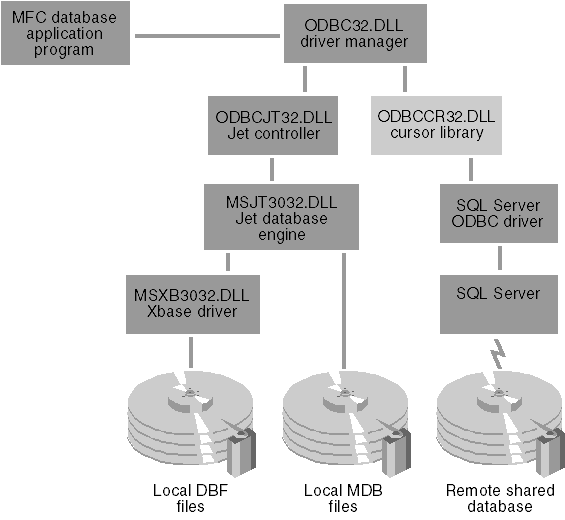 MFC database
application
program
ODBC32.DLL
driver manager
ODBCJT32.DLL
Jet controller
ODBCCR32.DLL
cursor library
MSJT3032.DLL
Jet database
engine
SQL Server
ODBC driver
MSXB3032.DLL
Xbase driver
SQL Server
Local DBF
files
Local MDB
files
Remote shared
database